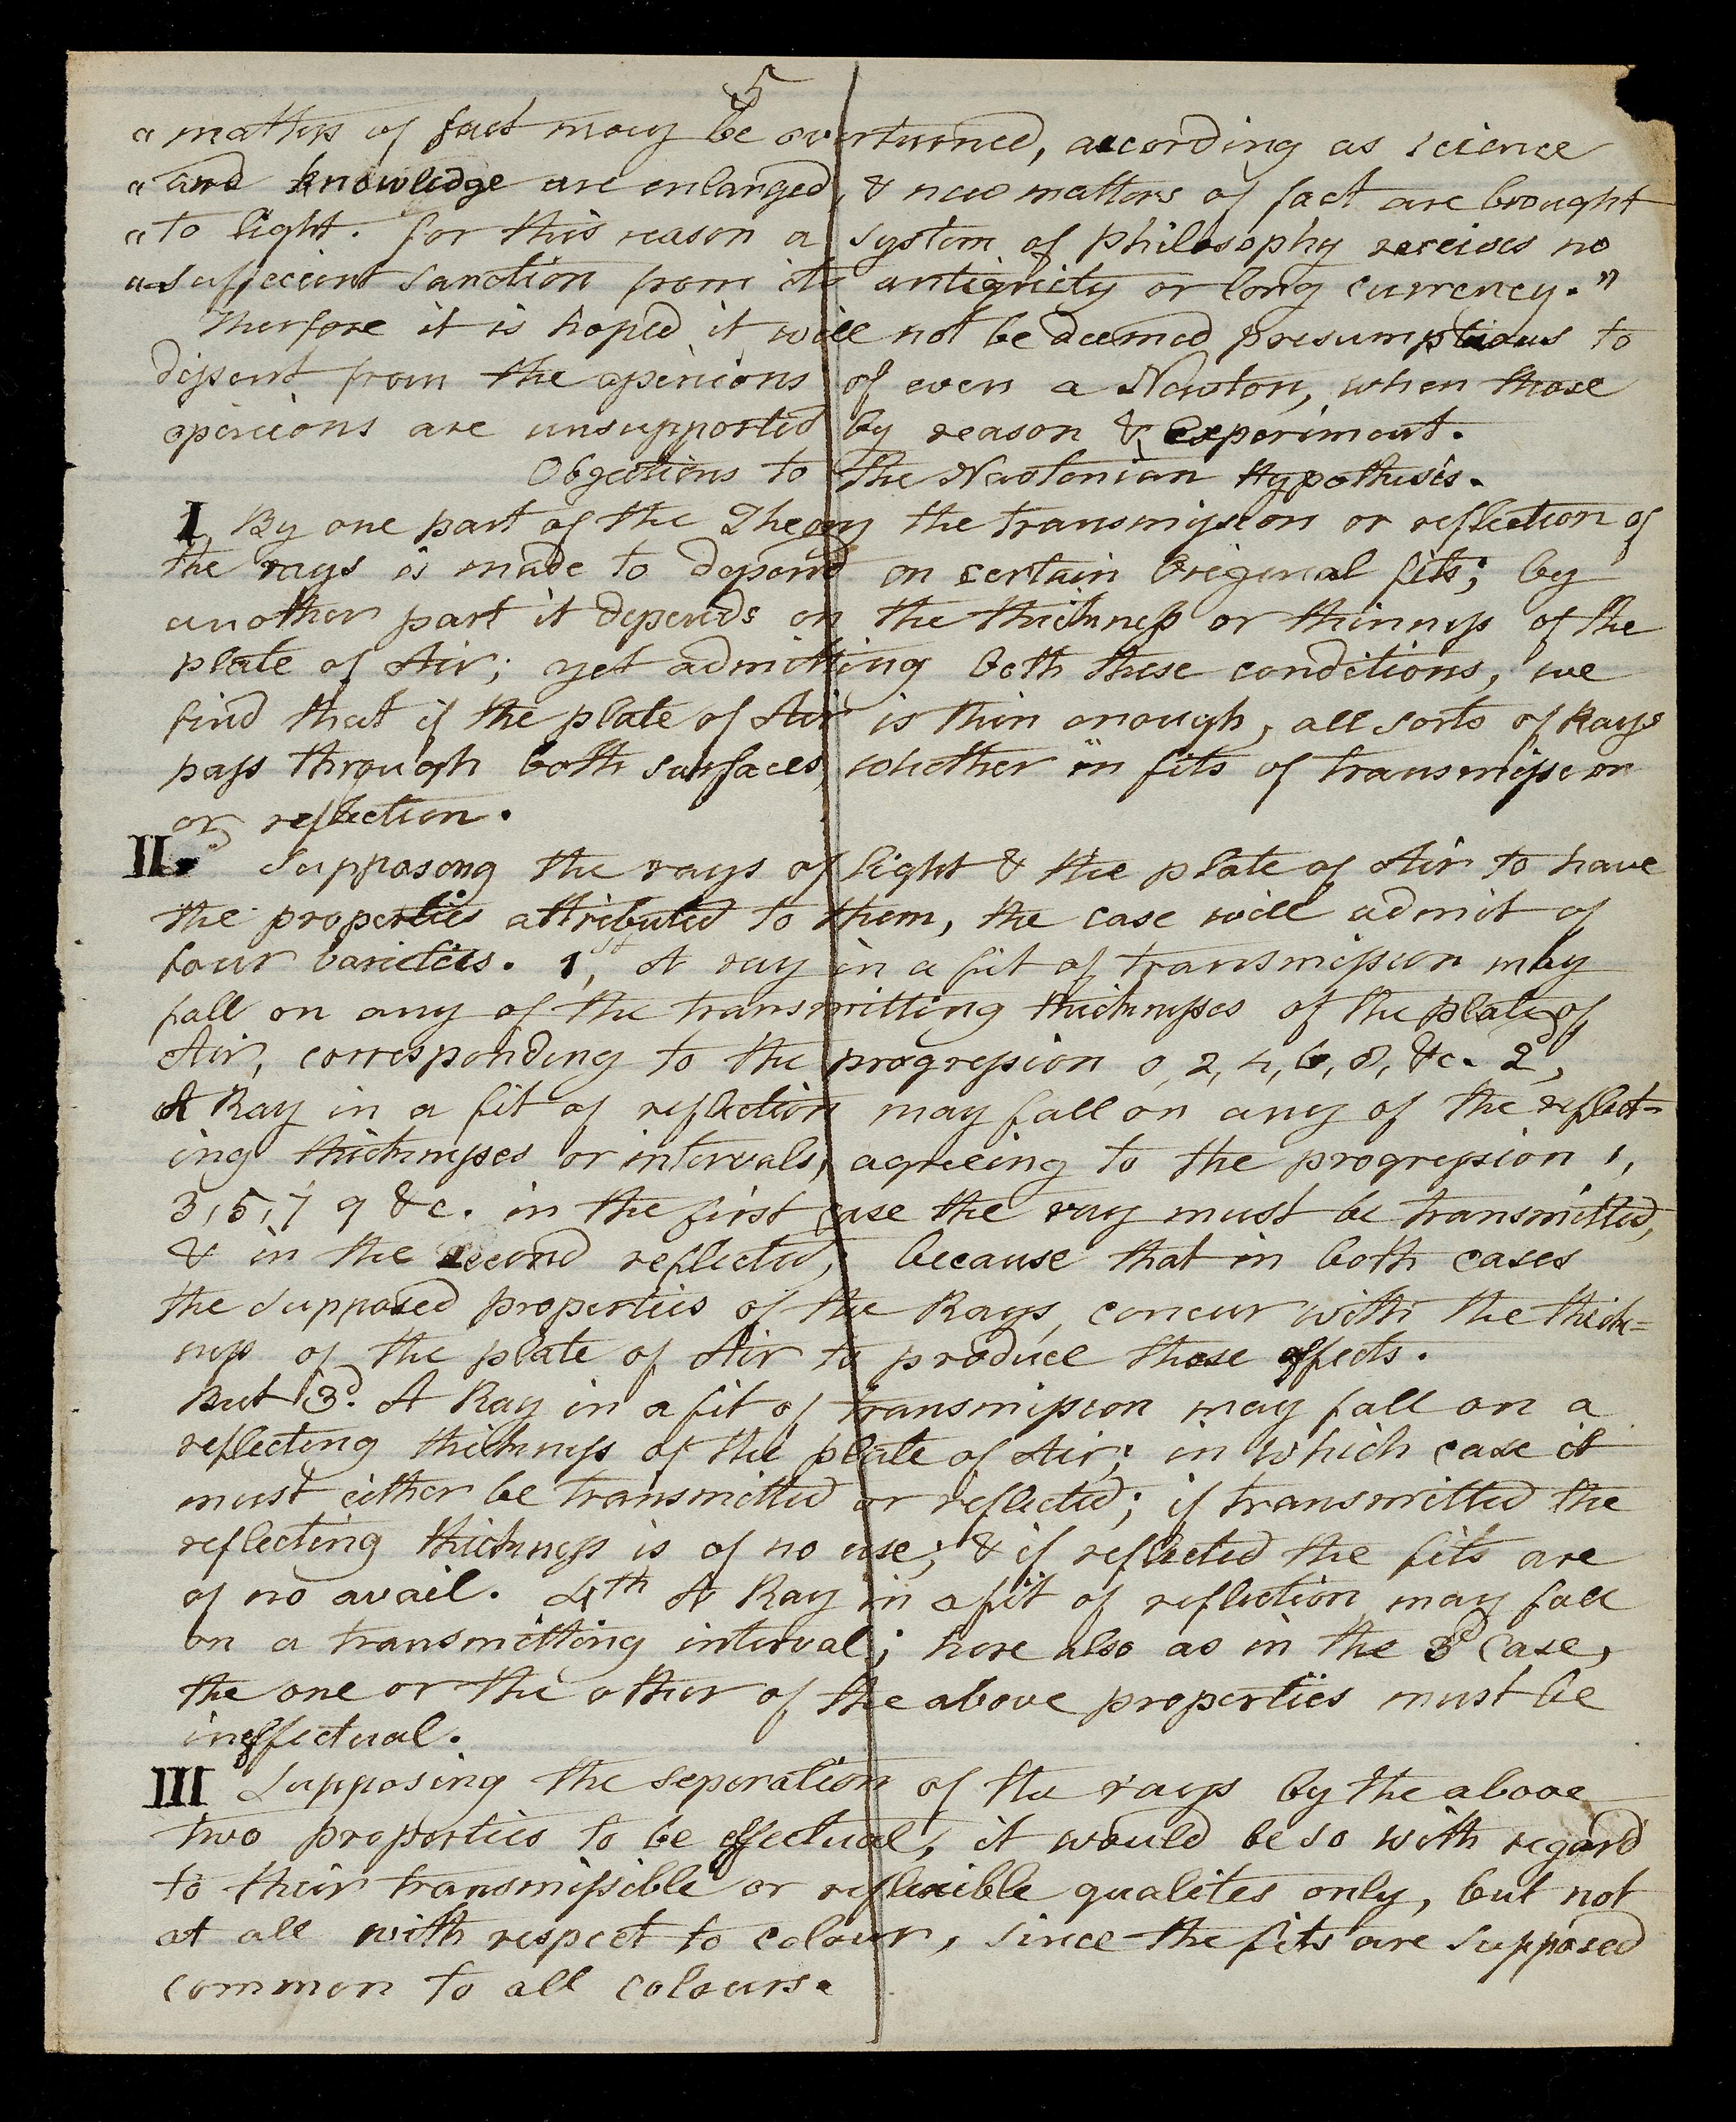 5
" matters of fact may be overturned, according as science
" and knowledge are enlarged, & new matters of fact are brought
" to light. for this reason a system of philosophy receives no
" sufficient sanction from its antiquity or long currency."
Therfore it is hoped it will not be deemed presumptuous to
dissent from the opinions of even a Newton, when those
opinions are unsupported by reason & experiment.
Objections to the Newtonian Hypothesis.
I By one part of the Theory the transmission or reflection of
the rays is made to depend on certain Original fits; by
another part it depends on the thickness or thinness of the
plate of Air; yet admitting both these conditions, we
find that if the plate of Air is thin enough, all sorts of Rays
pass through both surfaces, whether in fits of transmission
or reflection.
II. Supposong the rays of light & the plate of Air to have
the properties attributed to them, the case will admit of
four varieties. 1st, A ray in a fit of transmission may
fall on any of the transmitting thicknesses of the plate of
Air, corresponding to the progression 0, 2, 4, 6, 8, &c. 2,
A Ray in a fit of reflection may fall on any of the reflect-
ing thicknesses or intervals, agreeing to the progression 1,
3, 5, 7 9 &c. in the first case the ray must be transmitted,
& in the second reflected; because that in both cases
the supposed properties of the Rays, concur with the thick=
ness of the plate of Air to produce those effects.
But 3d. A Ray in a fit of transmission may fall on a
reflecting thickness of the plate of Air; in which case it
must either be transmitted or reflected; if transmitted the
reflecting thickness is of no use; & if reflected the fits are
of no avail. 4th A Ray in a fit of reflection may fall
on a transmitting interval; here also as in the 3d Case,
the one or the other of the above properties must be
ineffectual.
III Supposing the seperation of the rays by the above
two properties to be effectual, it would be so with regard
to their transmissible or reflexible qualites only, but not
at all with respect to colour, since the fits are supposed
common to all colours.